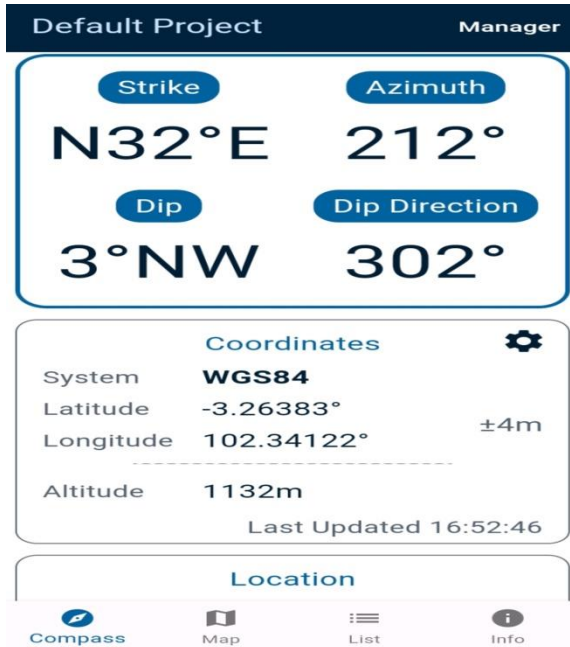 Default Project Manager
Strike Azimuth
N32°E 212°
Dip Dip Direction
3°NW 302°
Coordinates
System WGS84
Latitude -3.26383°
±4m
Longitude 102.34122°
Altitude 1132m
Last Updated 16:52:46
Location
Compass Map List Info